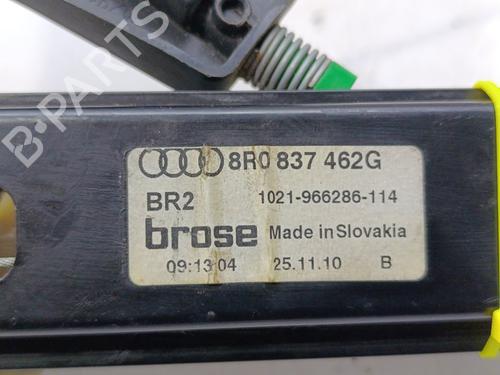 8R0 837 462G
BR2 1021-966286-114
brose Made in Slovakia
09:13:04 25.11.10 B
B-PARTS